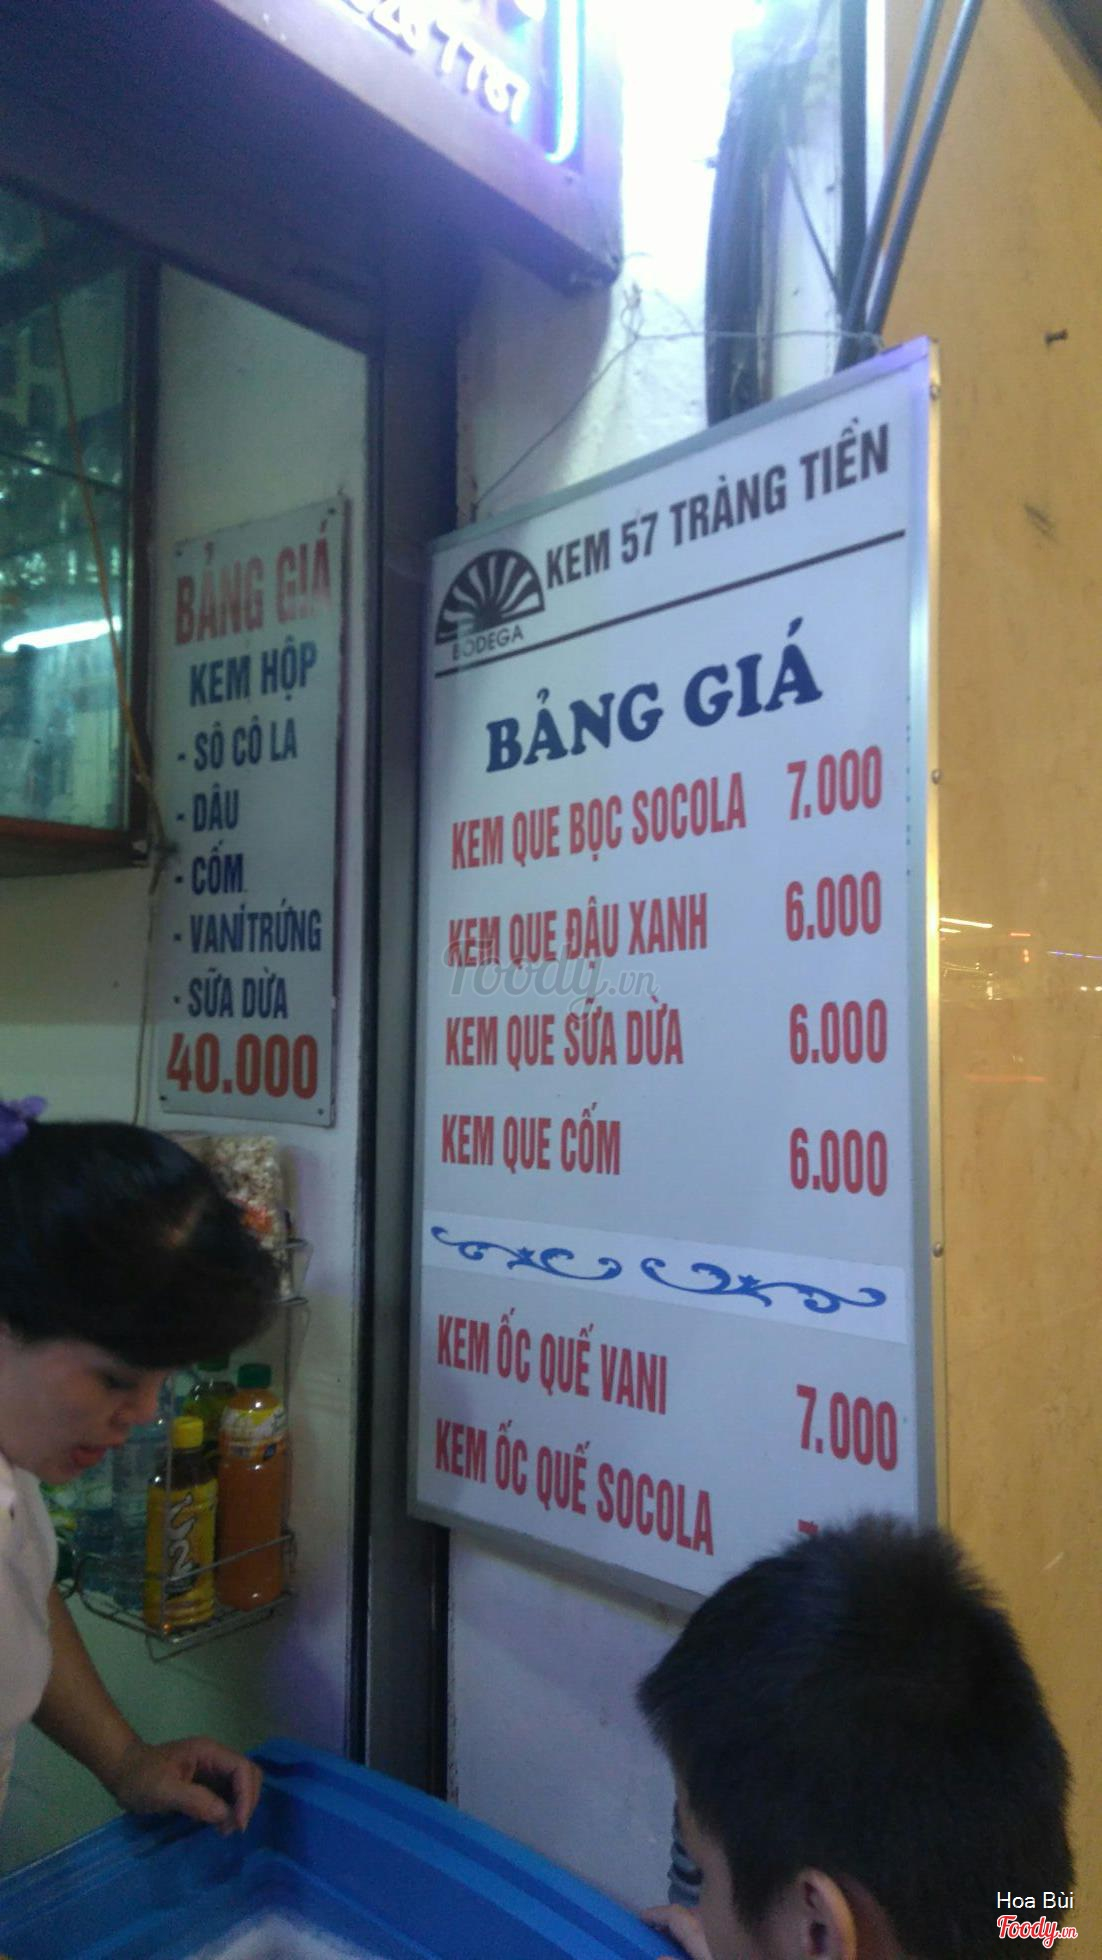 7787
BẢNG GIÁ
KEM HỘP
- SÔ CÔ LA
- DÂU
- CỐM
- VANITRỨNG
- SỮA DỪA
40.000
KEM 57 TRÀNG TIỀN
BODEGA
BẢNG GIÁ
KEM QUE BỌC SOCOLA 7.000
KEM QUE ĐẬU XANH 6.000
KEM QUE SỮA DỪA 6.000
KEM QUE CỐM 6.000
KEM ỐC QUẾ VANI 7.000
KEM ỐC QUẾ SOCOLA
Foody.vn
Hoa Bùi
Foody.vn